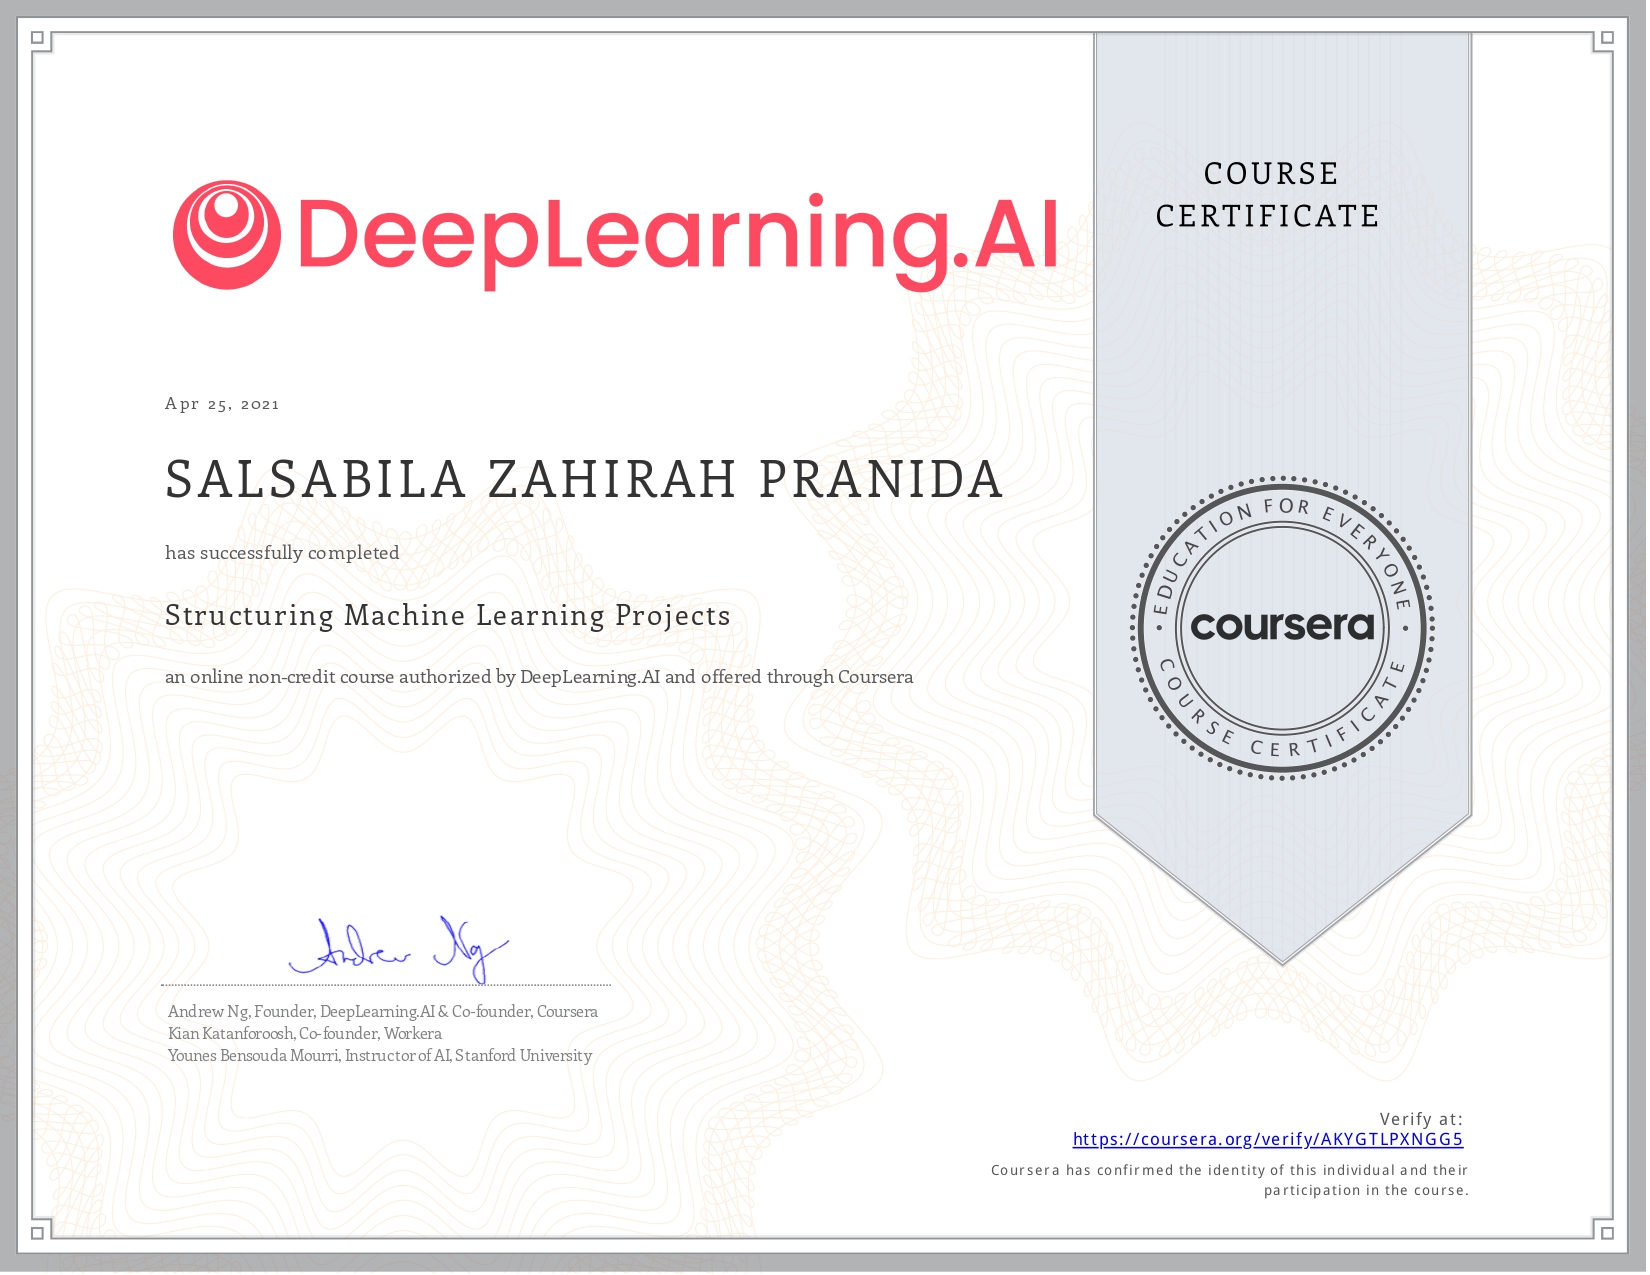 DeepLearning.AI
COURSE
CERTIFICATE
Apr 25, 2021
SALSABILA ZAHIRAH PRANIDA
has successfully completed
Structuring Machine Learning Projects
an online non-credit course authorized by DeepLearning.AI and offered through Coursera
EDUCATION FOR EVERYONE
coursera
COURSE CERTIFICATE
Andrew Ng
Andrew Ng, Founder, DeepLearning.AI & Co-founder, Coursera
Kian Katanforoosh, Co-founder, Workera
Younes Bensouda Mourri, Instructor of AI, Stanford University
Verify at:
https://coursera.org/verify/AKYGTLPXNGG5
Coursera has confirmed the identity of this individual and their
participation in the course.